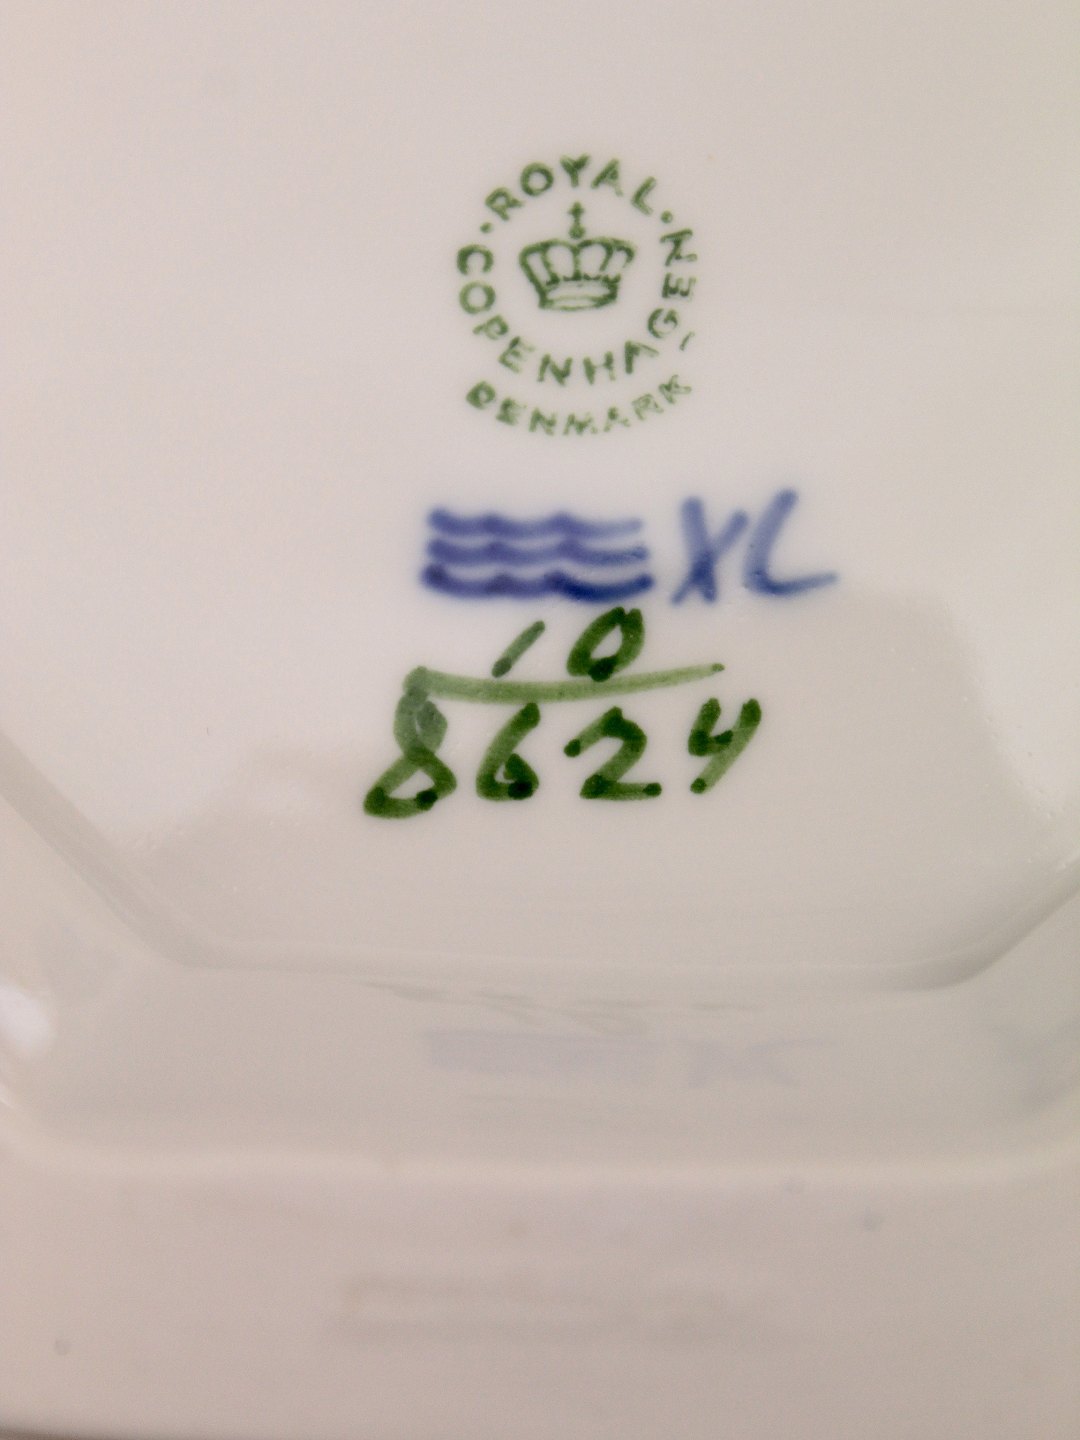 ROYAL
COPENHAGEN
DENMARK
XL
10
8624